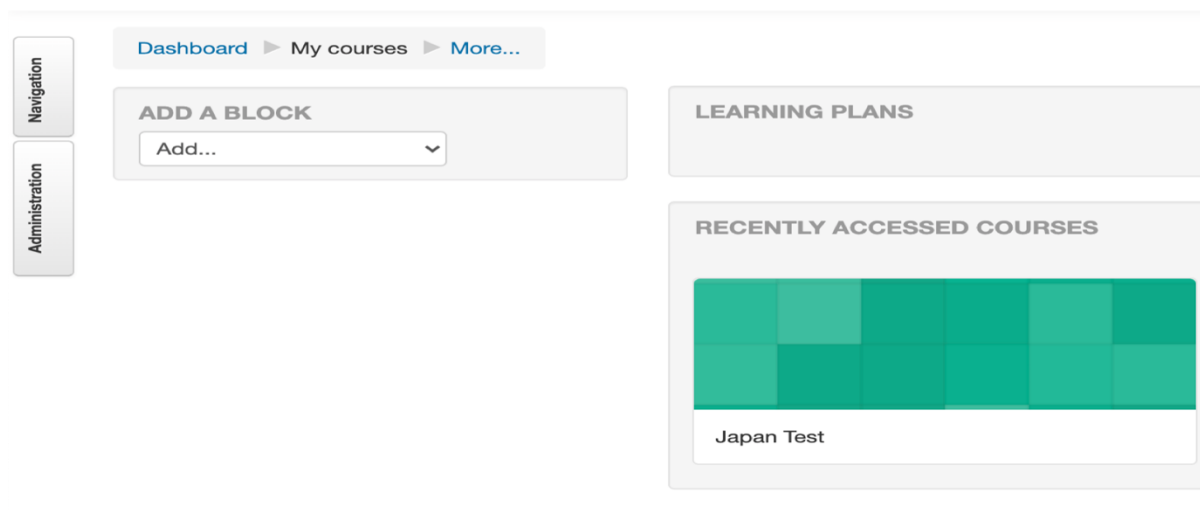 Dashboard ▶ My courses ▶ More...
Navigation
Administration
ADD A BLOCK
Add...
LEARNING PLANS
RECENTLY ACCESSED COURSES
Japan Test